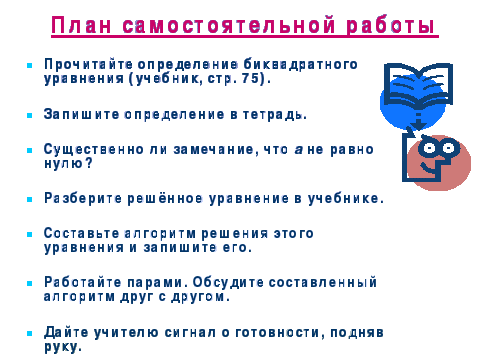 План самостоятельной работы
Прочитайте определение биквадратного
уравнения (учебник, стр. 75).
Запишите определение в тетрадь.
Существенно ли замечание, что а не равно
нулю?
Разберите решённое уравнение в учебнике.
Составьте алгоритм решения этого
уравнения и запишите его.
Работайте парами. Обсудите составленный
алгоритм друг с другом.
Дайте учителю сигнал о готовности, подняв
руку.